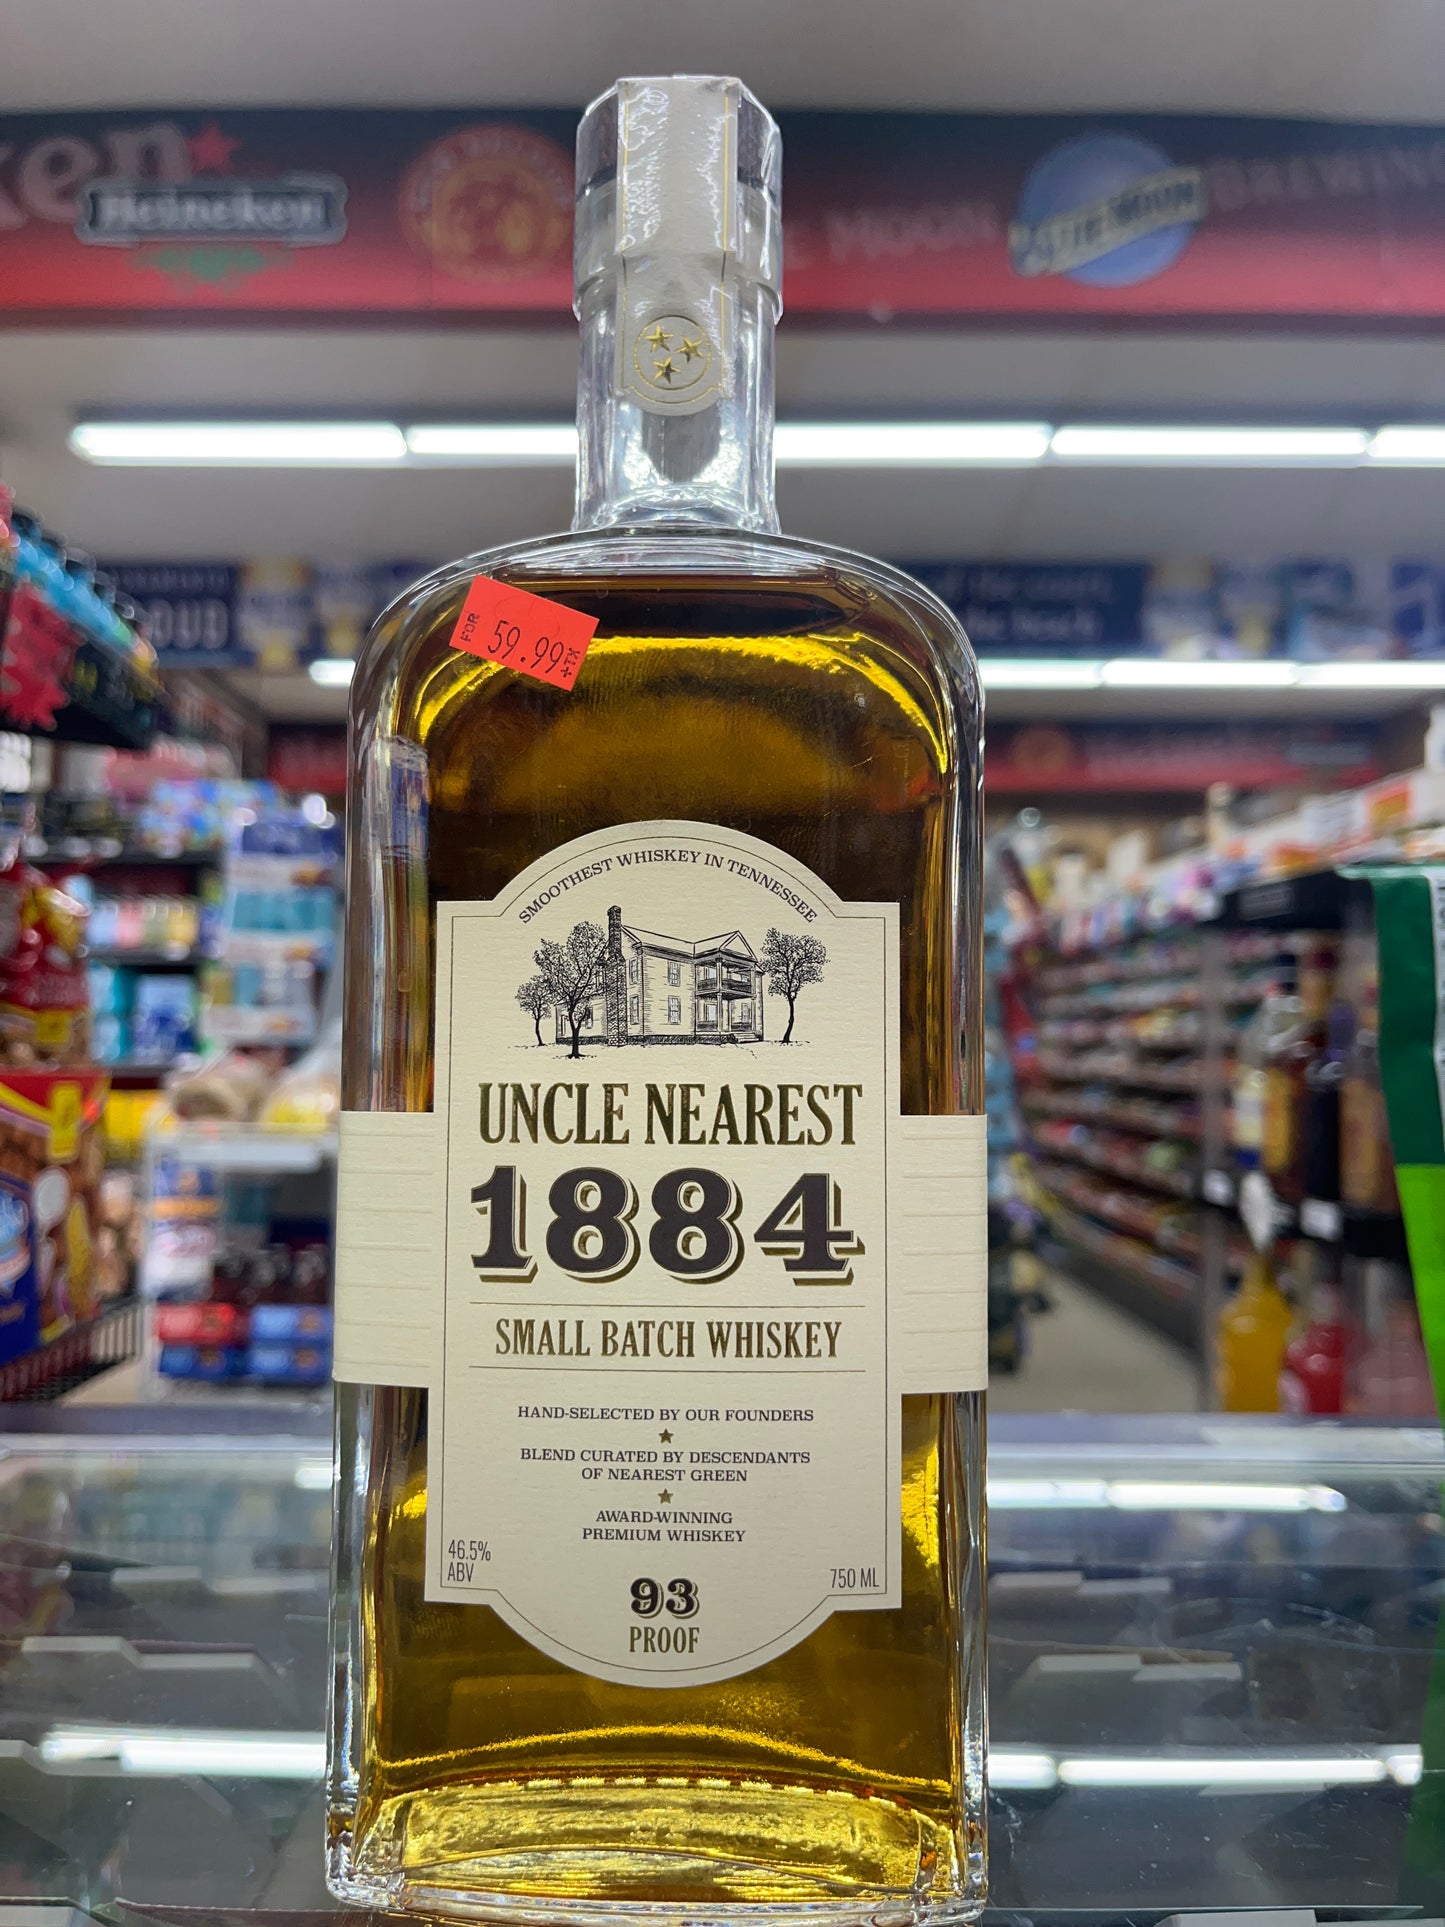 Heineken
BLUE MOON
BREWING
FOR 59.99 +TX
SMOOTHEST WHISKEY IN TENNESSEE
UNCLE NEAREST
1884
SMALL BATCH WHISKEY
HAND-SELECTED BY OUR FOUNDERS
BLEND CURATED BY DESCENDANTS
OF NEAREST GREEN
AWARD-WINNING
PREMIUM WHISKEY
46.5%
ABV
750 ML
93
PROOF